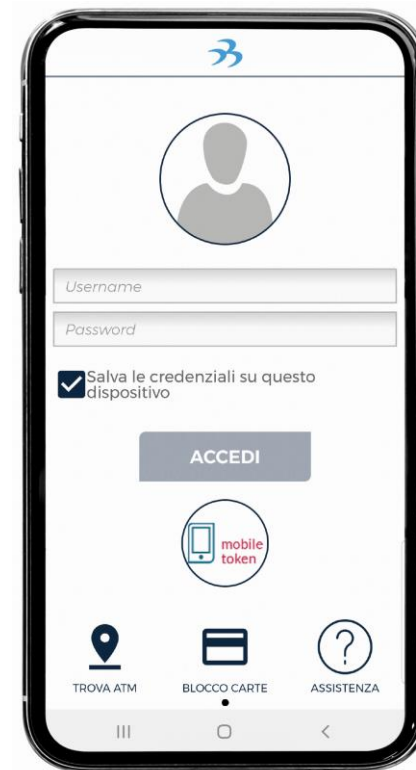 Username
Password
Salva le credenziali su questo
dispositivo
ACCEDI
mobile
token
TROVA ATM
BLOCCO CARTE
ASSISTENZA